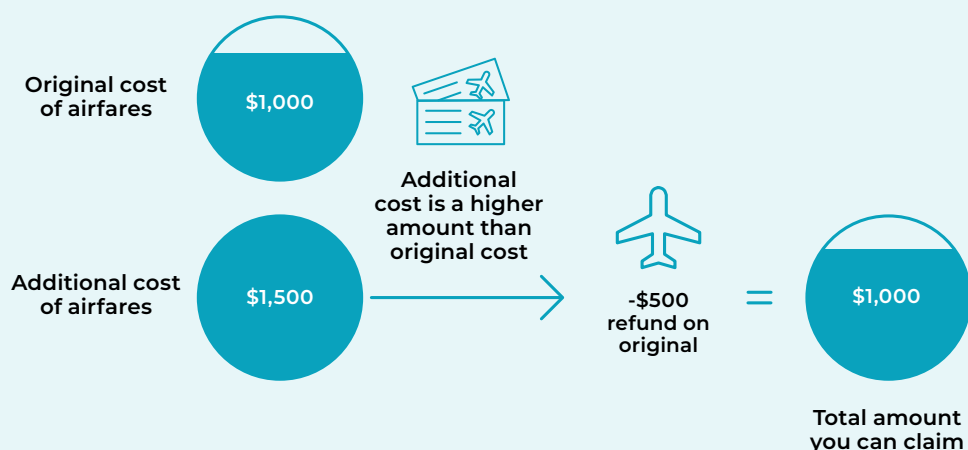 Original cost
of airfares
$1,000
Additional
cost is a higher
amount than
original cost
Additional cost
of airfares
$1,500
-$500
refund on
original
=
$1,000
Total amount
you can claim